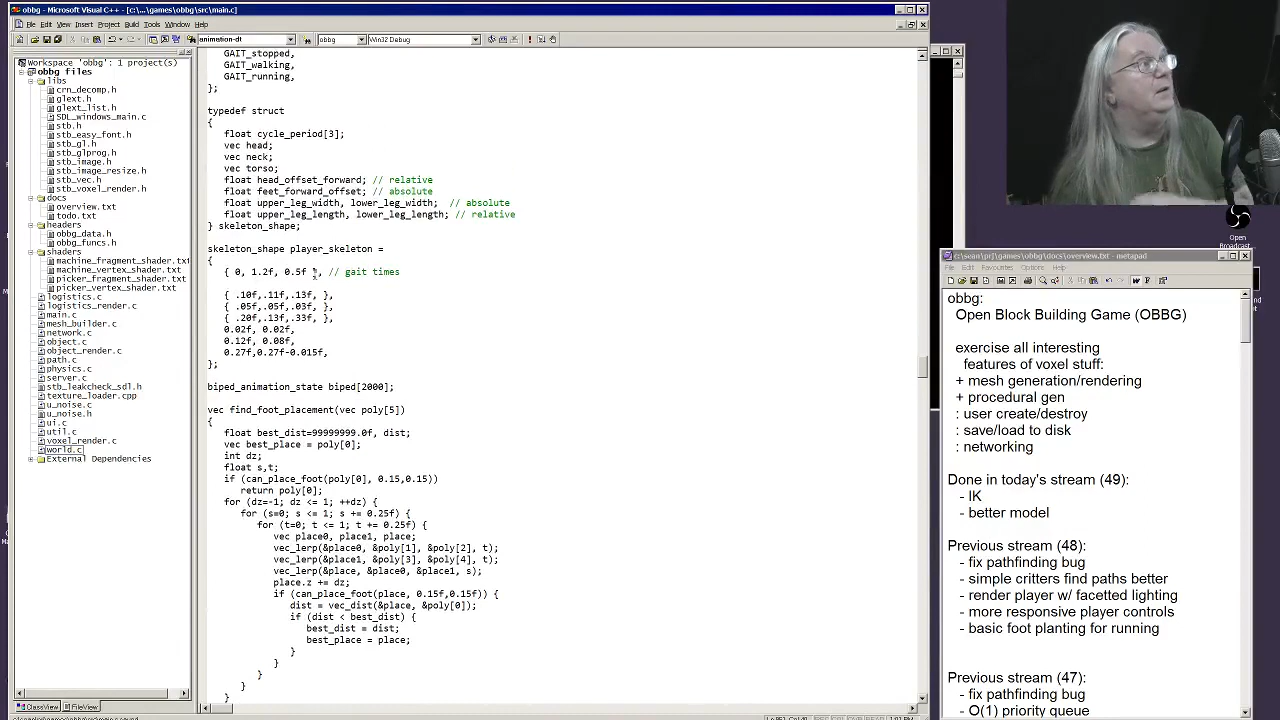 obbg - Microsoft Visual C++ - [c:\...\games\obbg\src\main.c]
File Edit View Insert Project Build Tools Window Help
animation-dt
obbg
Win32 Debug
Workspace 'obbg': 1 project(s)
obbg files
libs
crn_decomp.h
glext.h
glext_list.h
SDL_windows_main.c
stb.h
stb_easy_font.h
stb_gl.h
stb_glprog.h
stb_image.h
stb_image_resize.h
stb_vec.h
stb_voxel_render.h
docs
overview.txt
todo.txt
headers
obbg_data.h
obbg_funcs.h
shaders
machine_fragment_shader.txt
machine_vertex_shader.txt
picker_fragment_shader.txt
picker_vertex_shader.txt
logistics.c
logistics_render.c
main.c
mesh_builder.c
network.c
object.c
object_render.c
path.c
physics.c
server.c
stb_leakcheck_sdl.h
texture_loader.cpp
u_noise.c
u_noise.h
ui.c
util.c
voxel_render.c
world.c
External Dependencies
ClassView
FileView
GAIT_stopped,
GAIT_walking,
GAIT_running,
};
typedef struct
{
float cycle_period[3];
vec head;
vec neck;
vec torso;
float head_offset_forward; // relative
float feet_forward_offset; // absolute
float upper_leg_width, lower_leg_width; // absolute
float upper_leg_length, lower_leg_length; // relative
} skeleton_shape;
skeleton_shape player_skeleton =
{
{ 0, 1.2f, 0.5f }, // gait times
{ .10f,.11f,.13f, },
{ .05f,.05f,.03f, },
{ .20f,.13f,.33f, },
0.02f, 0.02f,
0.12f, 0.08f,
0.27f,0.27f-0.015f,
};
biped_animation_state biped[2000];
vec find_foot_placement(vec poly[5])
{
float best_dist=99999999.0f, dist;
vec best_place = poly[0];
int dz;
float s,t;
if (can_place_foot(poly[0], 0.15,0.15))
return poly[0];
for (dz=-1; dz <= 1; ++dz) {
for (s=0; s <= 1; s += 0.25f) {
for (t=0; t <= 1; t += 0.25f) {
vec place0, place1, place;
vec_lerp(&place0, &poly[1], &poly[2], t);
vec_lerp(&place1, &poly[3], &poly[4], t);
vec_lerp(&place, &place0, &place1, s);
place.z += dz;
if (can_place_foot(place, 0.15f,0.15f)) {
dist = vec_dist(&place, &poly[0]);
if (dist < best_dist) {
best_dist = dist;
best_place = place;
}
}
}
}
}
Open
Broadcast...
c:\sean\prj\games\obbg\docs\overview.txt - metapad
File Edit Favourites Options Help
obbg:
Open Block Building Game (OBBG)
exercise all interesting
features of voxel stuff:
+ mesh generation/rendering
+ procedural gen
: user create/destroy
: save/load to disk
: networking
Done in today's stream (49):
- IK
- better model
Previous stream (48):
- fix pathfinding bug
- simple critters find paths better
- render player w/ facetted lighting
- more responsive player controls
- basic foot planting for running
Previous stream (47):
- fix pathfinding bug
- O(1) priority queue